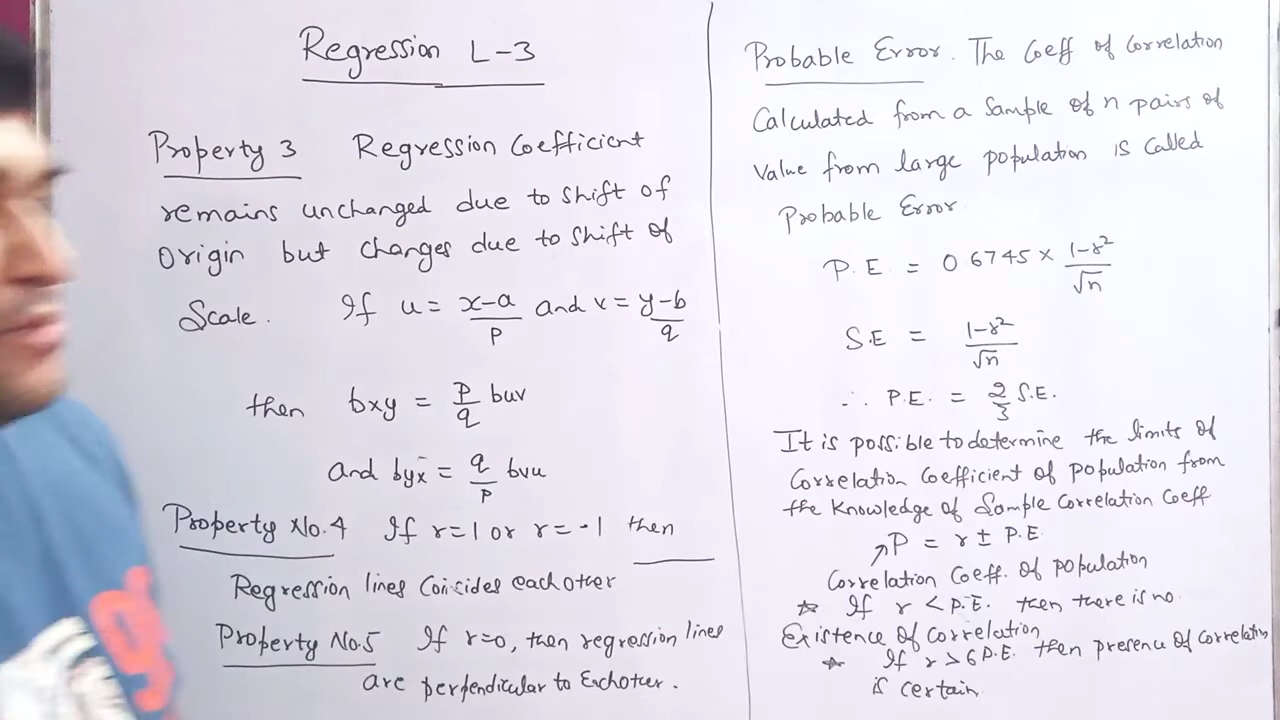 Regression L-3
Property 3 Regression Coefficient
remains unchanged due to shift of
Origin but changes due to shift of
Scale. If u = x-a/p and v = y-b/q
then bxy = p/q buv
and byx = q/p bvu
Property No.4 If r=1 or r=-1 then
Regression lines Coincides each other
Property No.5 If r=0, then regression lines
are perpendicular to Eachother.
Probable Error. The Coeff of Correlation
Calculated from a Sample of n pairs of
Value from large population is called
Probable Error
P.E = 0 6745 × 1-r²/√n
S.E = 1-r²/√n
∴ P.E. = 2/3 S.E.
It is possible to determine the limits of
Correlation Coefficient of population from
the Knowledge of Sample Correlation Coeff
↗P = r ± P.E
Correlation Coeff. of population
☆ If r < P.E. then there is no
Existence of Correlation
☆ If r > 6 P.E. then presence of Correlation
is certain